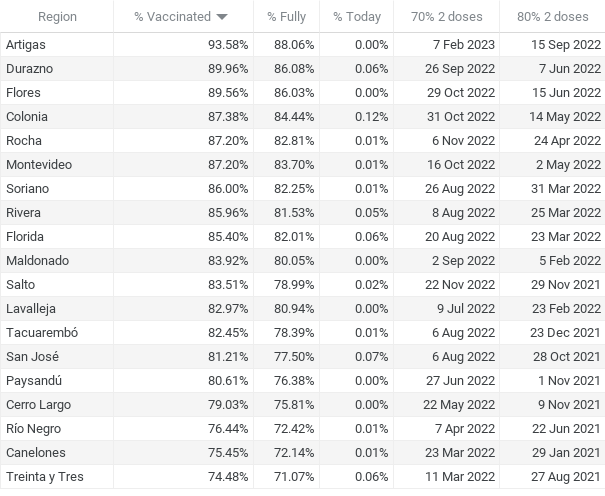 Region % Vaccinated % Fully % Today 70% 2 doses 80% 2 doses
Artigas 93.58% 88.06% 0.00% 7 Feb 2023 15 Sep 2022
Durazno 89.96% 86.08% 0.06% 26 Sep 2022 7 Jun 2022
Flores 89.56% 86.03% 0.00% 29 Oct 2022 15 Jun 2022
Colonia 87.38% 84.44% 0.12% 31 Oct 2022 14 May 2022
Rocha 87.20% 82.81% 0.01% 6 Nov 2022 24 Apr 2022
Montevideo 87.20% 83.70% 0.01% 16 Oct 2022 2 May 2022
Soriano 86.00% 82.25% 0.01% 26 Aug 2022 31 Mar 2022
Rivera 85.96% 81.53% 0.05% 8 Aug 2022 25 Mar 2022
Florida 85.40% 82.01% 0.06% 20 Aug 2022 23 Mar 2022
Maldonado 83.92% 80.05% 0.00% 2 Sep 2022 5 Feb 2022
Salto 83.51% 78.99% 0.02% 22 Nov 2022 29 Nov 2021
Lavalleja 82.97% 80.94% 0.00% 9 Jul 2022 23 Feb 2022
Tacuarembó 82.45% 78.39% 0.01% 6 Aug 2022 23 Dec 2021
San José 81.21% 77.50% 0.07% 6 Aug 2022 28 Oct 2021
Paysandú 80.61% 76.38% 0.00% 27 Jun 2022 1 Nov 2021
Cerro Largo 79.03% 75.81% 0.00% 22 May 2022 9 Nov 2021
Río Negro 76.44% 72.42% 0.01% 7 Apr 2022 22 Jun 2021
Canelones 75.45% 72.14% 0.01% 23 Mar 2022 29 Jan 2021
Treinta y Tres 74.48% 71.07% 0.06% 11 Mar 2022 27 Aug 2021